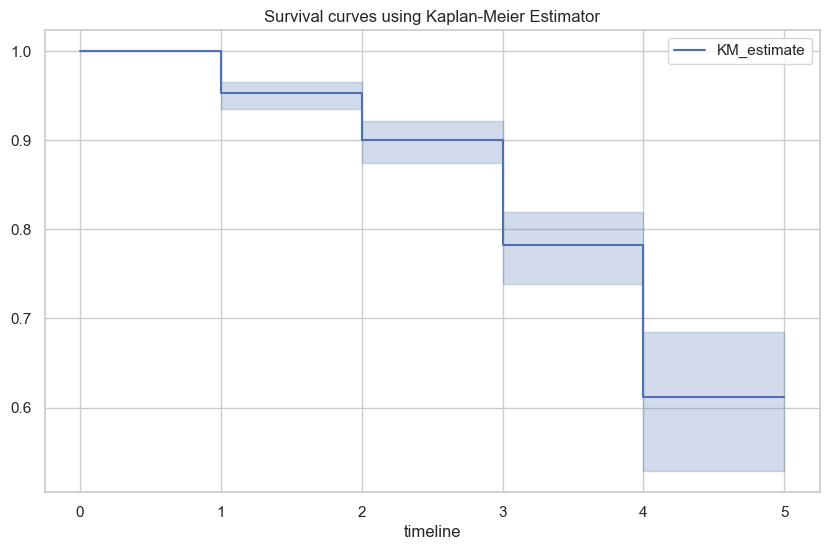 Survival curves using Kaplan-Meier Estimator
KM_estimate
1.0
0.9
0.8
0.7
0.6
0 1 2 3 4 5
timeline